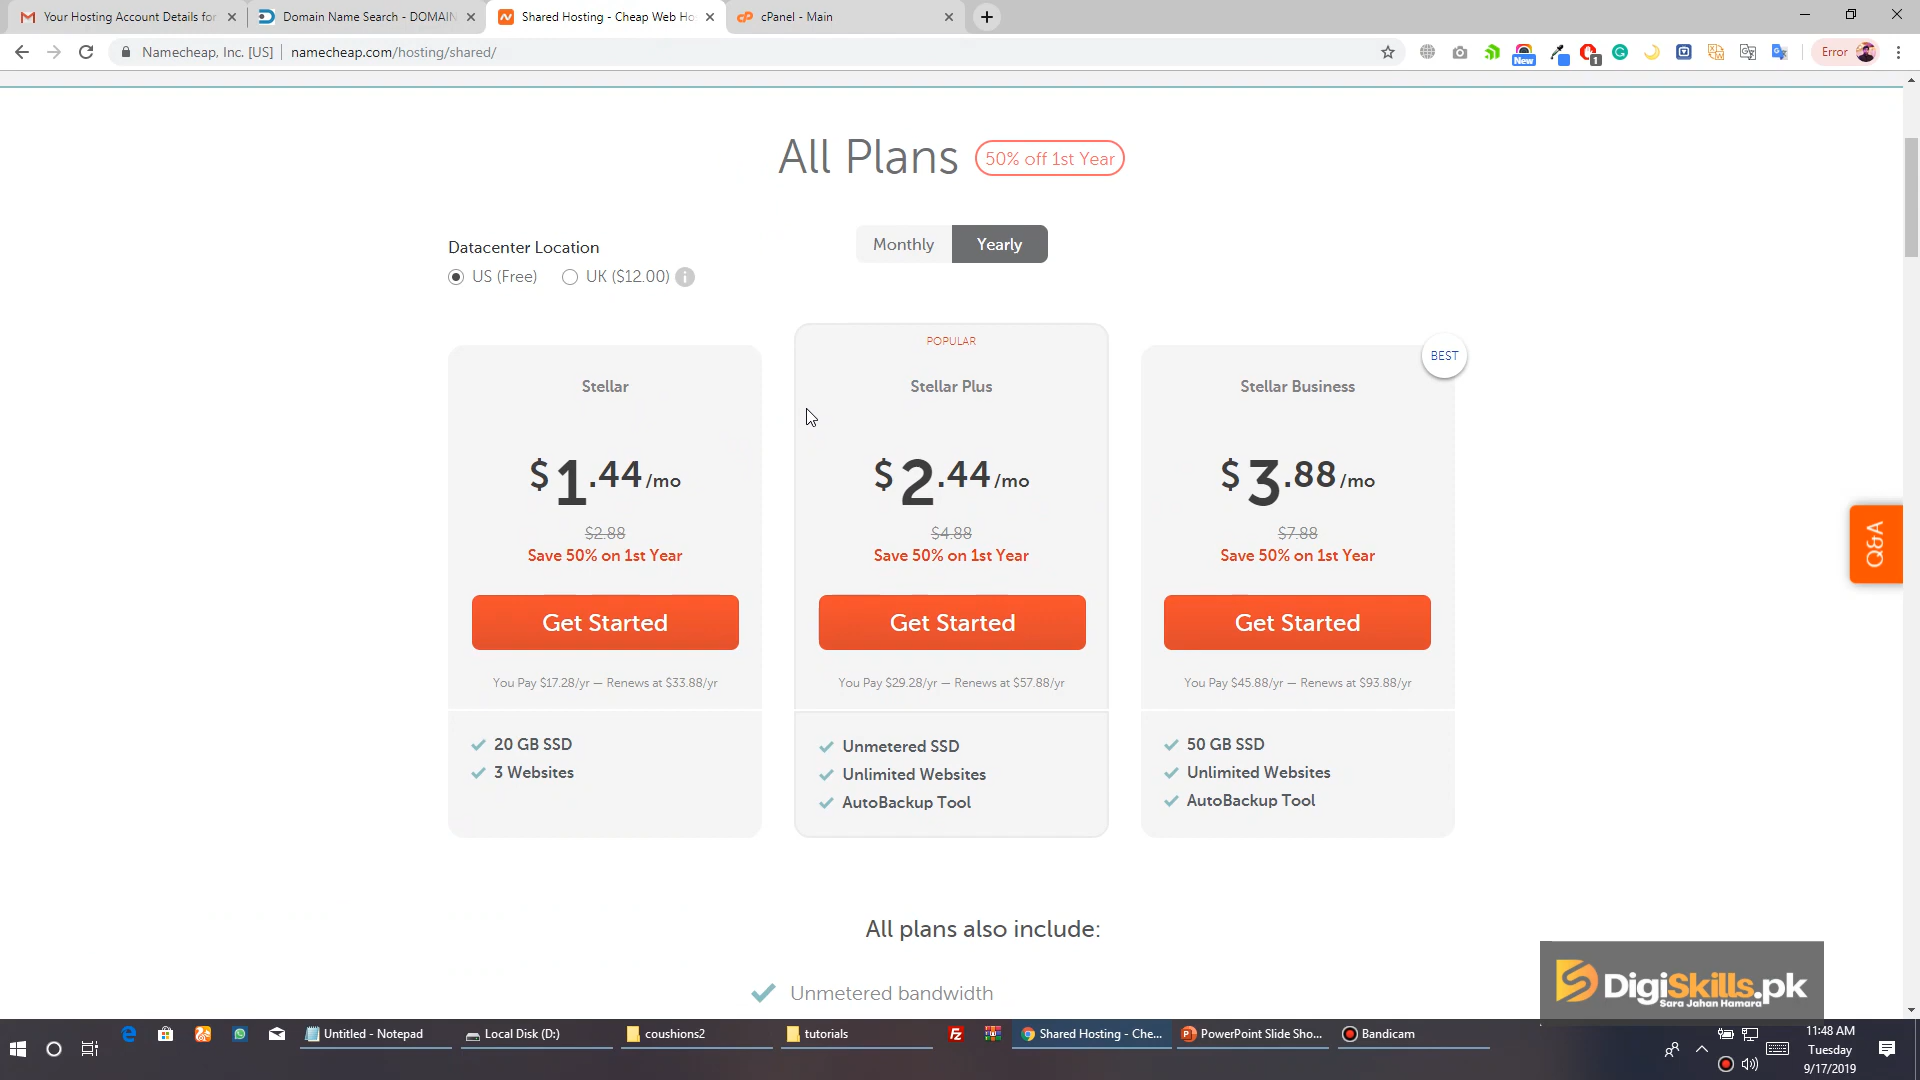 Your Hosting Account Details for
Domain Name Search - DOMAIN
Shared Hosting - Cheap Web Ho
cPanel - Main
Namecheap, Inc. [US]
namecheap.com/hosting/shared/
New
1
Error
All Plans
50% off 1st Year
Datacenter Location
US (Free)
UK ($12.00)
Monthly
Yearly
Stellar
$1.44/mo
$2.88
Save 50% on 1st Year
Get Started
You Pay $17.28/yr — Renews at $33.88/yr
20 GB SSD
3 Websites
POPULAR
Stellar Plus
$2.44/mo
$4.88
Save 50% on 1st Year
Get Started
You Pay $29.28/yr — Renews at $57.88/yr
Unmetered SSD
Unlimited Websites
AutoBackup Tool
BEST
Stellar Business
$3.88/mo
$7.88
Save 50% on 1st Year
Get Started
You Pay $45.88/yr — Renews at $93.88/yr
50 GB SSD
Unlimited Websites
AutoBackup Tool
Q&A
All plans also include:
Unmetered bandwidth
DigiSkills.pk
Sara Jahan Hamara
Untitled - Notepad
Local Disk (D:)
coushions2
tutorials
Shared Hosting - Che...
PowerPoint Slide Sho...
Bandicam
11:48 AM
Tuesday
9/17/2019